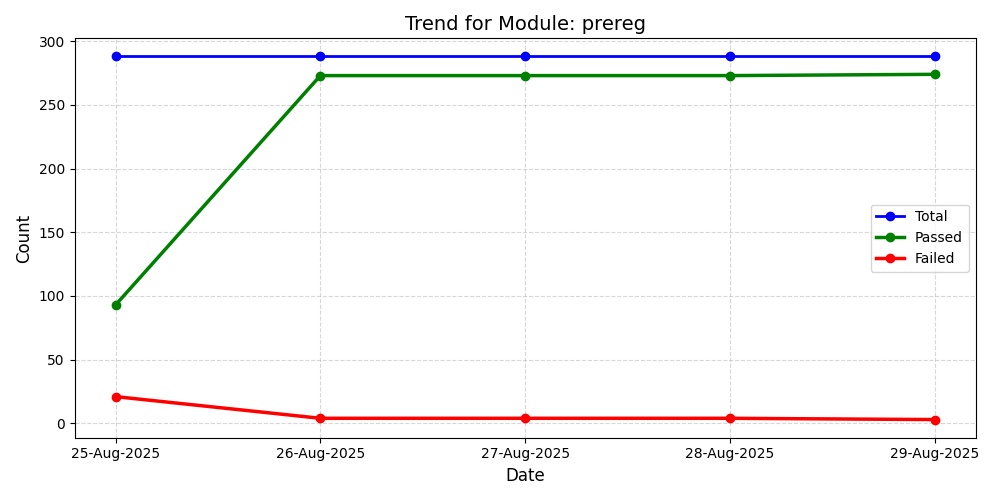 Trend for Module: prereg
300
250
200
150
100
50
0
Count
Total
Passed
Failed
25-Aug-2025
26-Aug-2025
27-Aug-2025
28-Aug-2025
29-Aug-2025
Date